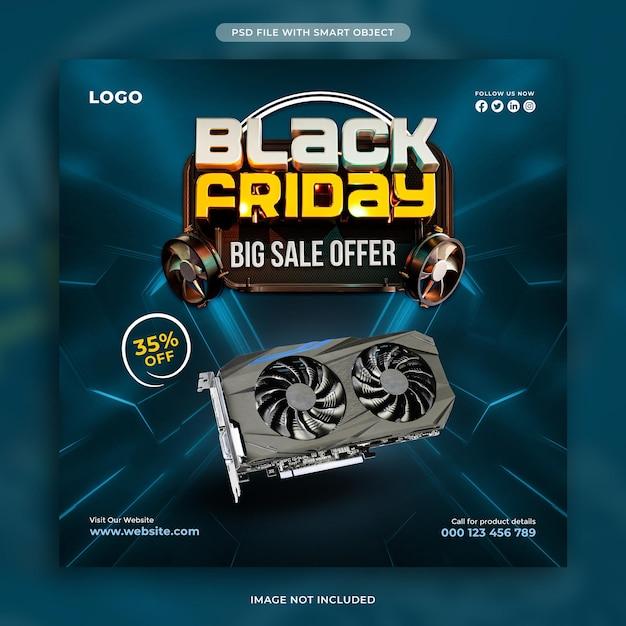 PSD FILE WITH SMART OBJECT
LOGO
FOLLOW US NOW
BLACK
FRIDAY
BIG SALE OFFER
35%
OFF
Visit Our Website
www.website.com
Call for product details
000 123 456 789
IMAGE NOT INCLUDED